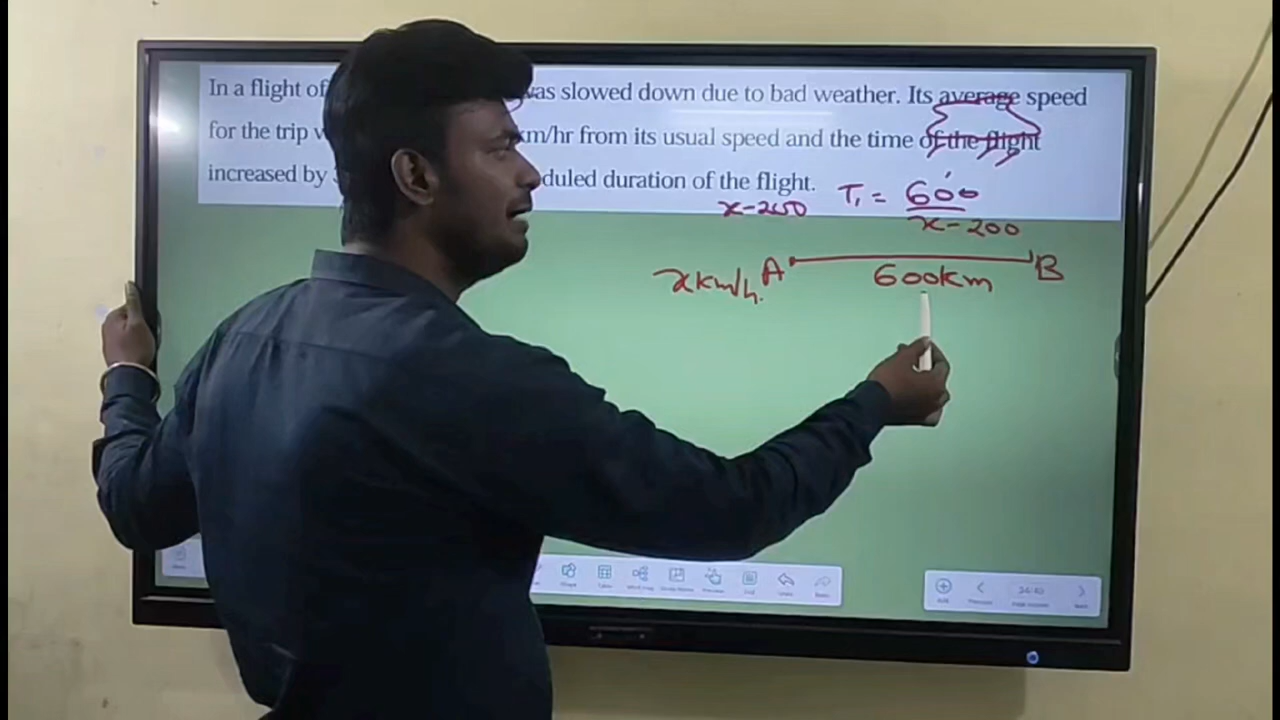 In a flight of was slowed down due to bad weather. Its average speed
for the trip km/hr from its usual speed and the time of the flight
increased by duled duration of the flight.
x-200
T₁ = 600
x-200
x km/h. A B
600km
Undo